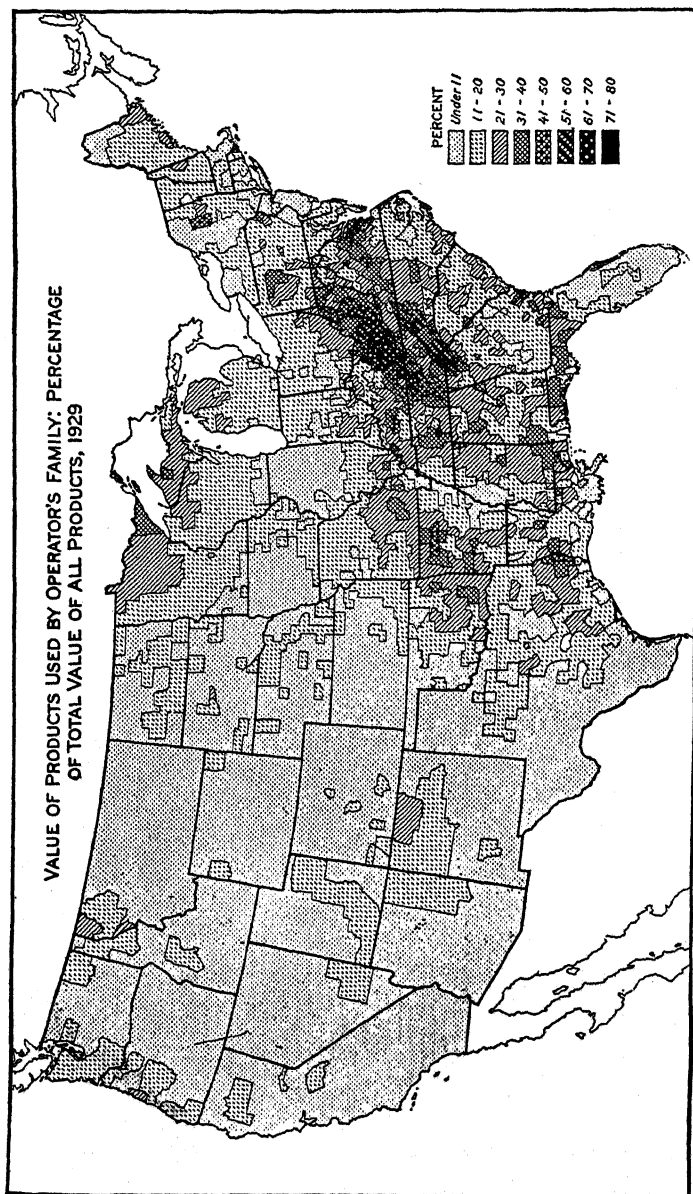 VALUE OF PRODUCTS USED BY OPERATOR'S FAMILY: PERCENTAGE
OF TOTAL VALUE OF ALL PRODUCTS, 1929
PERCENT
Under 11
11 - 20
21 - 30
31 - 40
41 - 50
51 - 60
61 - 70
71 - 80